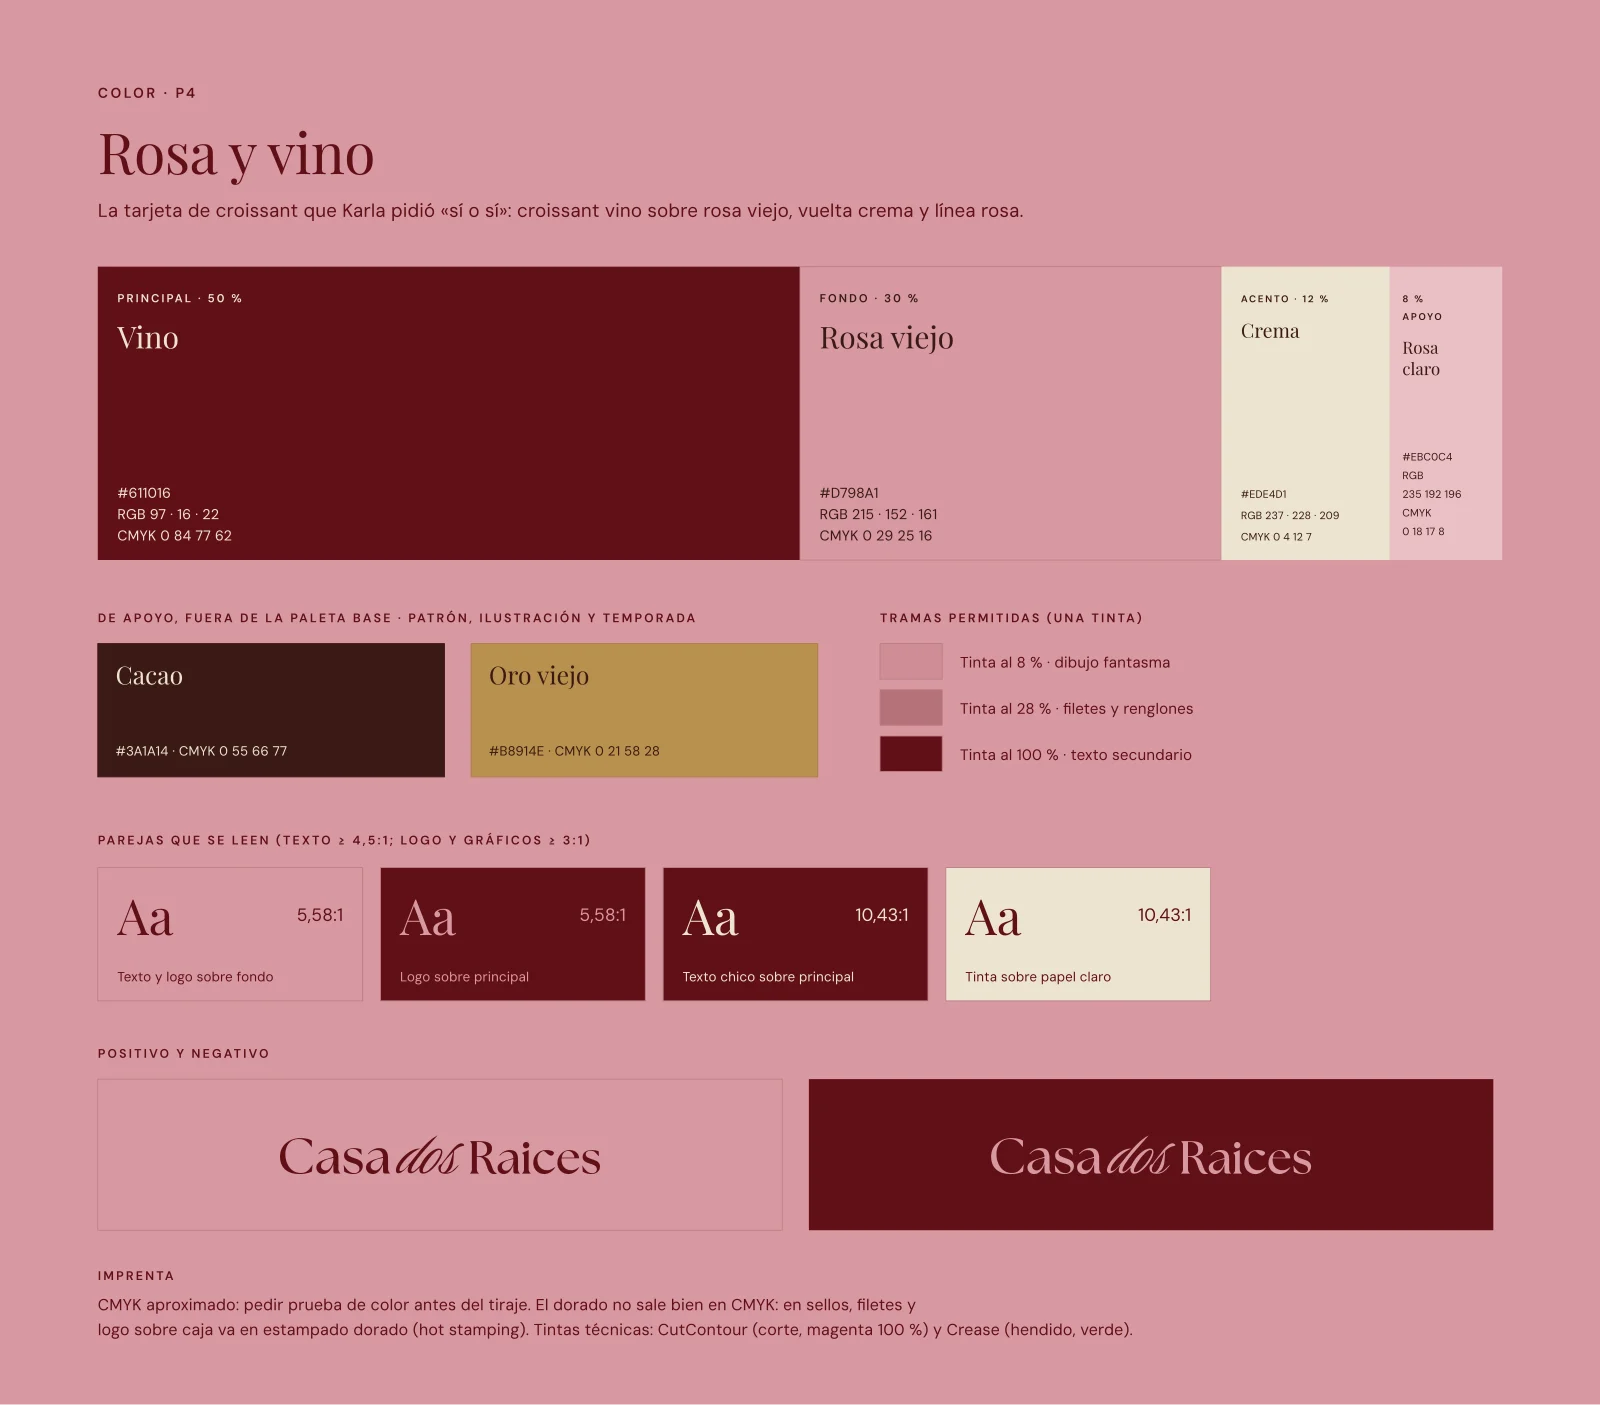 COLOR · P4
Rosa y vino
La tarjeta de croissant que Karla pidió «sí o sí»: croissant vino sobre rosa viejo, vuelta crema y línea rosa.
PRINCIPAL · 50 %
Vino
#611016
RGB 97 · 16 · 22
CMYK 0 84 77 62
FONDO · 30 %
Rosa viejo
#D798A1
RGB 215 · 152 · 161
CMYK 0 29 25 16
ACENTO · 12 %
Crema
#EDE4D1
RGB 237 · 228 · 209
CMYK 0 4 12 7
8 %
APOYO
Rosa
claro
#EBC0C4
RGB
235 192 196
CMYK
0 18 17 8
DE APOYO, FUERA DE LA PALETA BASE · PATRÓN, ILUSTRACIÓN Y TEMPORADA
Cacao
#3A1A14 · CMYK 0 55 66 77
Oro viejo
#B8914E · CMYK 0 21 58 28
TRAMAS PERMITIDAS (UNA TINTA)
Tinta al 8 % · dibujo fantasma
Tinta al 28 % · filetes y renglones
Tinta al 100 % · texto secundario
PAREJAS QUE SE LEEN (TEXTO ≥ 4,5:1; LOGO Y GRÁFICOS ≥ 3:1)
Aa
5,58:1
Texto y logo sobre fondo
Aa
5,58:1
Logo sobre principal
Aa
10,43:1
Texto chico sobre principal
Aa
10,43:1
Tinta sobre papel claro
POSITIVO Y NEGATIVO
Casa dos Raices
Casa dos Raices
IMPRENTA
CMYK aproximado: pedir prueba de color antes del tiraje. El dorado no sale bien en CMYK: en sellos, filetes y
logo sobre caja va en estampado dorado (hot stamping). Tintas técnicas: CutContour (corte, magenta 100 %) y Crease (hendido, verde).